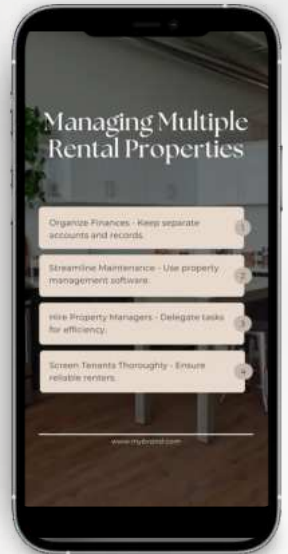 Managing Multiple
Rental Properties
Organize Finances - Keep separate
accounts and records.
1
Streamline Maintenance - Use property
management software.
2
Hire Property Managers - Delegate tasks
for efficiency.
3
Screen Tenants Thoroughly - Ensure
reliable renters.
4
www.mybrand.com